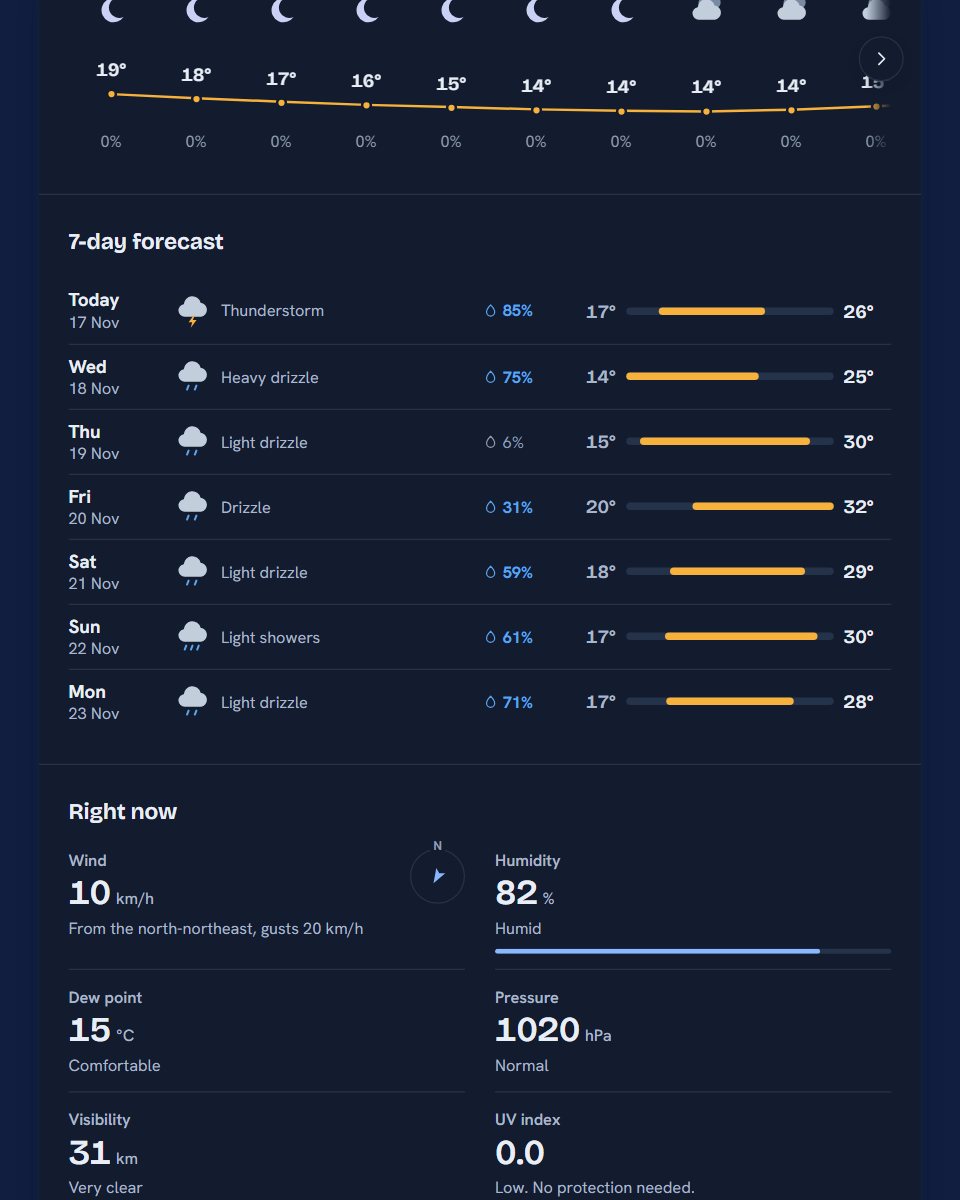 19° 18° 17° 16° 15° 14° 14° 14° 14° 15
0% 0% 0% 0% 0% 0% 0% 0% 0% 0%
7-day forecast
Today
17 Nov
Thunderstorm 85% 17° 26°
Wed
18 Nov
Heavy drizzle 75% 14° 25°
Thu
19 Nov
Light drizzle 6% 15° 30°
Fri
20 Nov
Drizzle 31% 20° 32°
Sat
21 Nov
Light drizzle 59% 18° 29°
Sun
22 Nov
Light showers 61% 17° 30°
Mon
23 Nov
Light drizzle 71% 17° 28°
Right now
Wind
10 km/h
From the north-northeast, gusts 20 km/h
N
Humidity
82 %
Humid
Dew point
15 °C
Comfortable
Pressure
1020 hPa
Normal
Visibility
31 km
Very clear
UV index
0.0
Low. No protection needed.